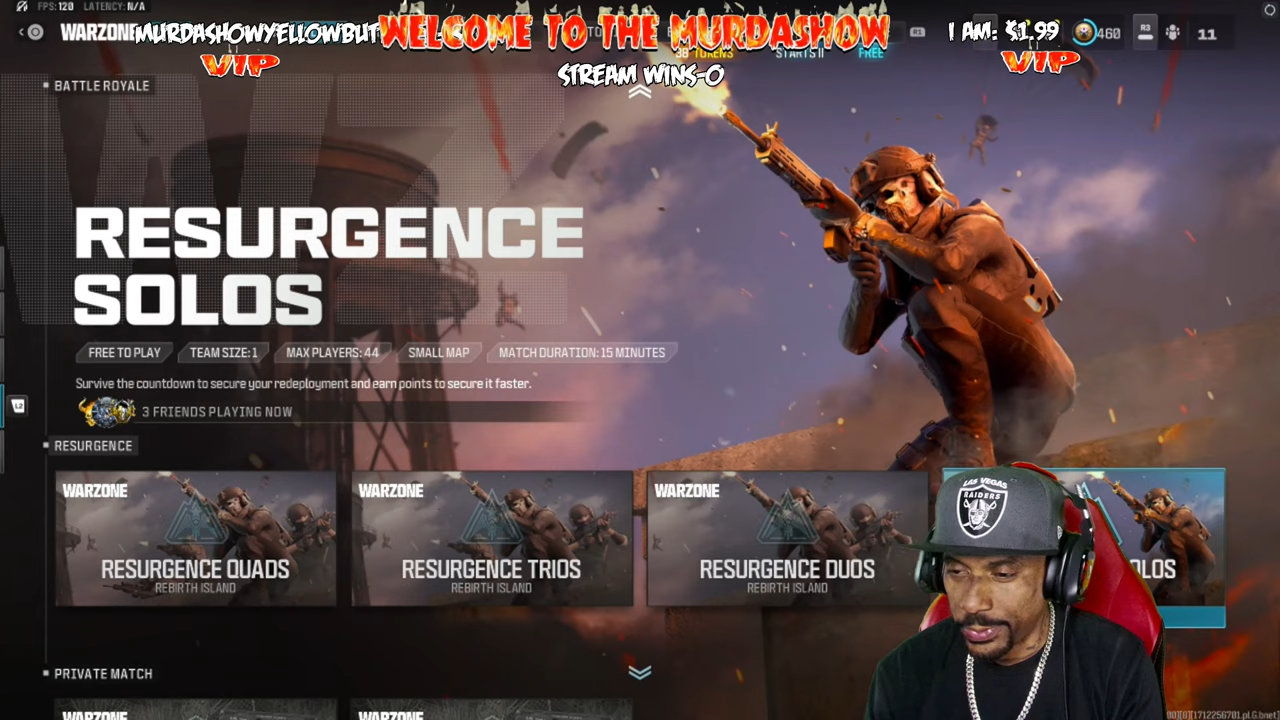 FPS: 120 LATENCY: N/A
WARZONE
MURDASHOWYELLOWBUT
WELCOME TO THE MURDASHOW
I AM: $1.99
460
R3
11
VIP
VIP
38 TOKENS
STARTS IN
FREE
STREAM WINS-0
BATTLE ROYALE
RESURGENCE
SOLOS
FREE TO PLAY
TEAM SIZE: 1
MAX PLAYERS: 44
SMALL MAP
MATCH DURATION: 15 MINUTES
Survive the countdown to secure your redeployment and earn points to secure it faster.
L2
3 FRIENDS PLAYING NOW
RESURGENCE
WARZONE
WARZONE
WARZONE
LAS VEGAS
RAIDERS
RESURGENCE QUADS
REBIRTH ISLAND
RESURGENCE TRIOS
REBIRTH ISLAND
RESURGENCE DUOS
REBIRTH ISLAND
OLOS
PRIVATE MATCH
WARZONE
WARZONE